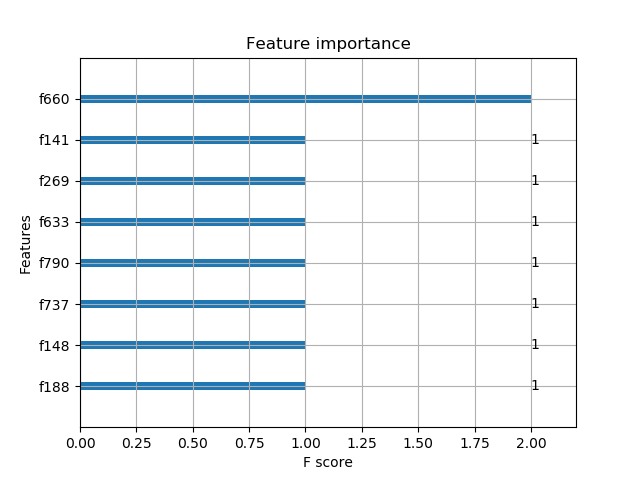 Feature importance
f660
f141 1
f269 1
f633 1
f790 1
f737 1
f148 1
f188 1
Features
0.00 0.25 0.50 0.75 1.00 1.25 1.50 1.75 2.00
F score